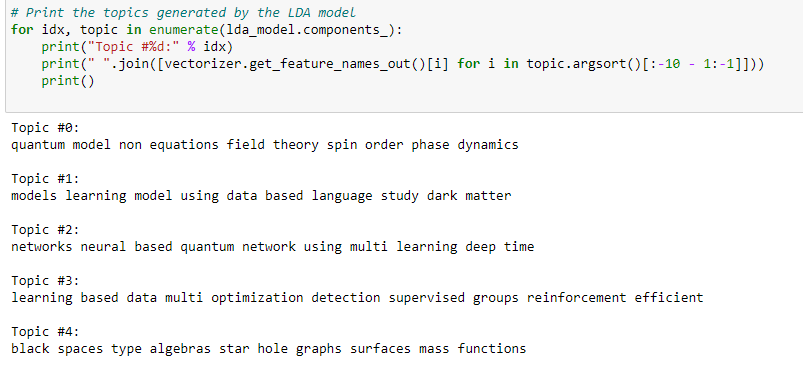 # Print the topics generated by the LDA model
for idx, topic in enumerate(lda_model.components_):
    print("Topic #%d:" % idx)
    print(" ".join([vectorizer.get_feature_names_out()[i] for i in topic.argsort()[:-10 - 1:-1]]))
    print()
Topic #0:
quantum model non equations field theory spin order phase dynamics
Topic #1:
models learning model using data based language study dark matter
Topic #2:
networks neural based quantum network using multi learning deep time
Topic #3:
learning based data multi optimization detection supervised groups reinforcement efficient
Topic #4:
black spaces type algebras star hole graphs surfaces mass functions